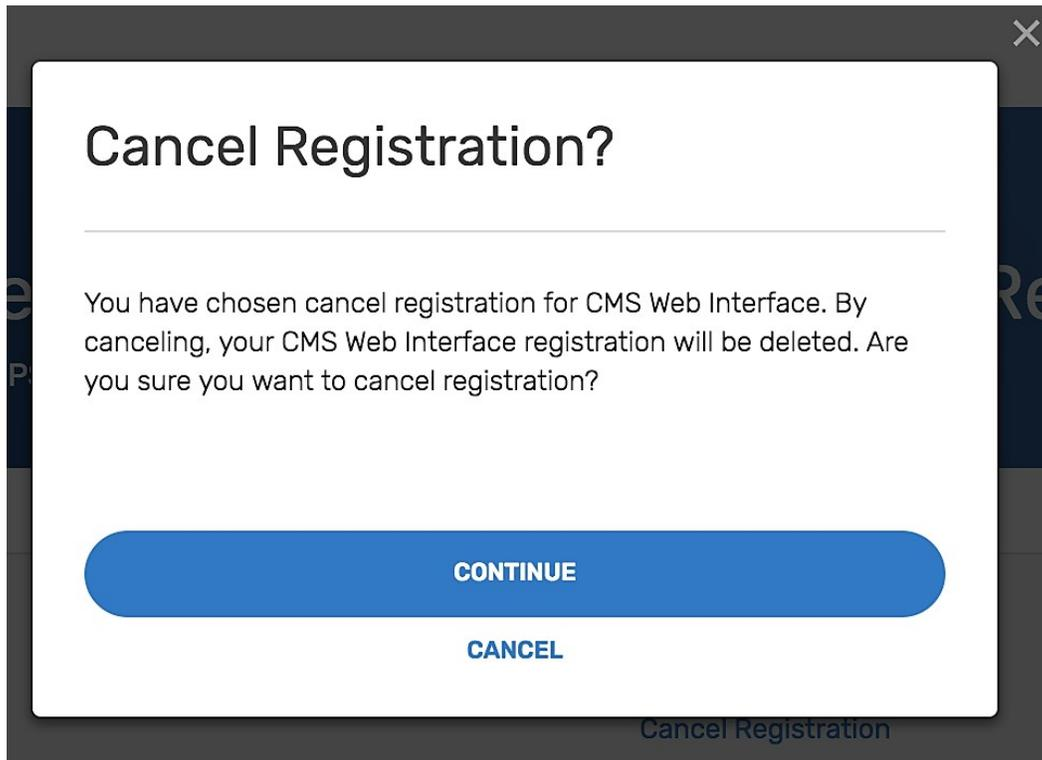 Cancel Registration?
You have chosen cancel registration for CMS Web Interface. By
canceling, your CMS Web Interface registration will be deleted. Are
you sure you want to cancel registration?
CONTINUE
CANCEL
Cancel Registration